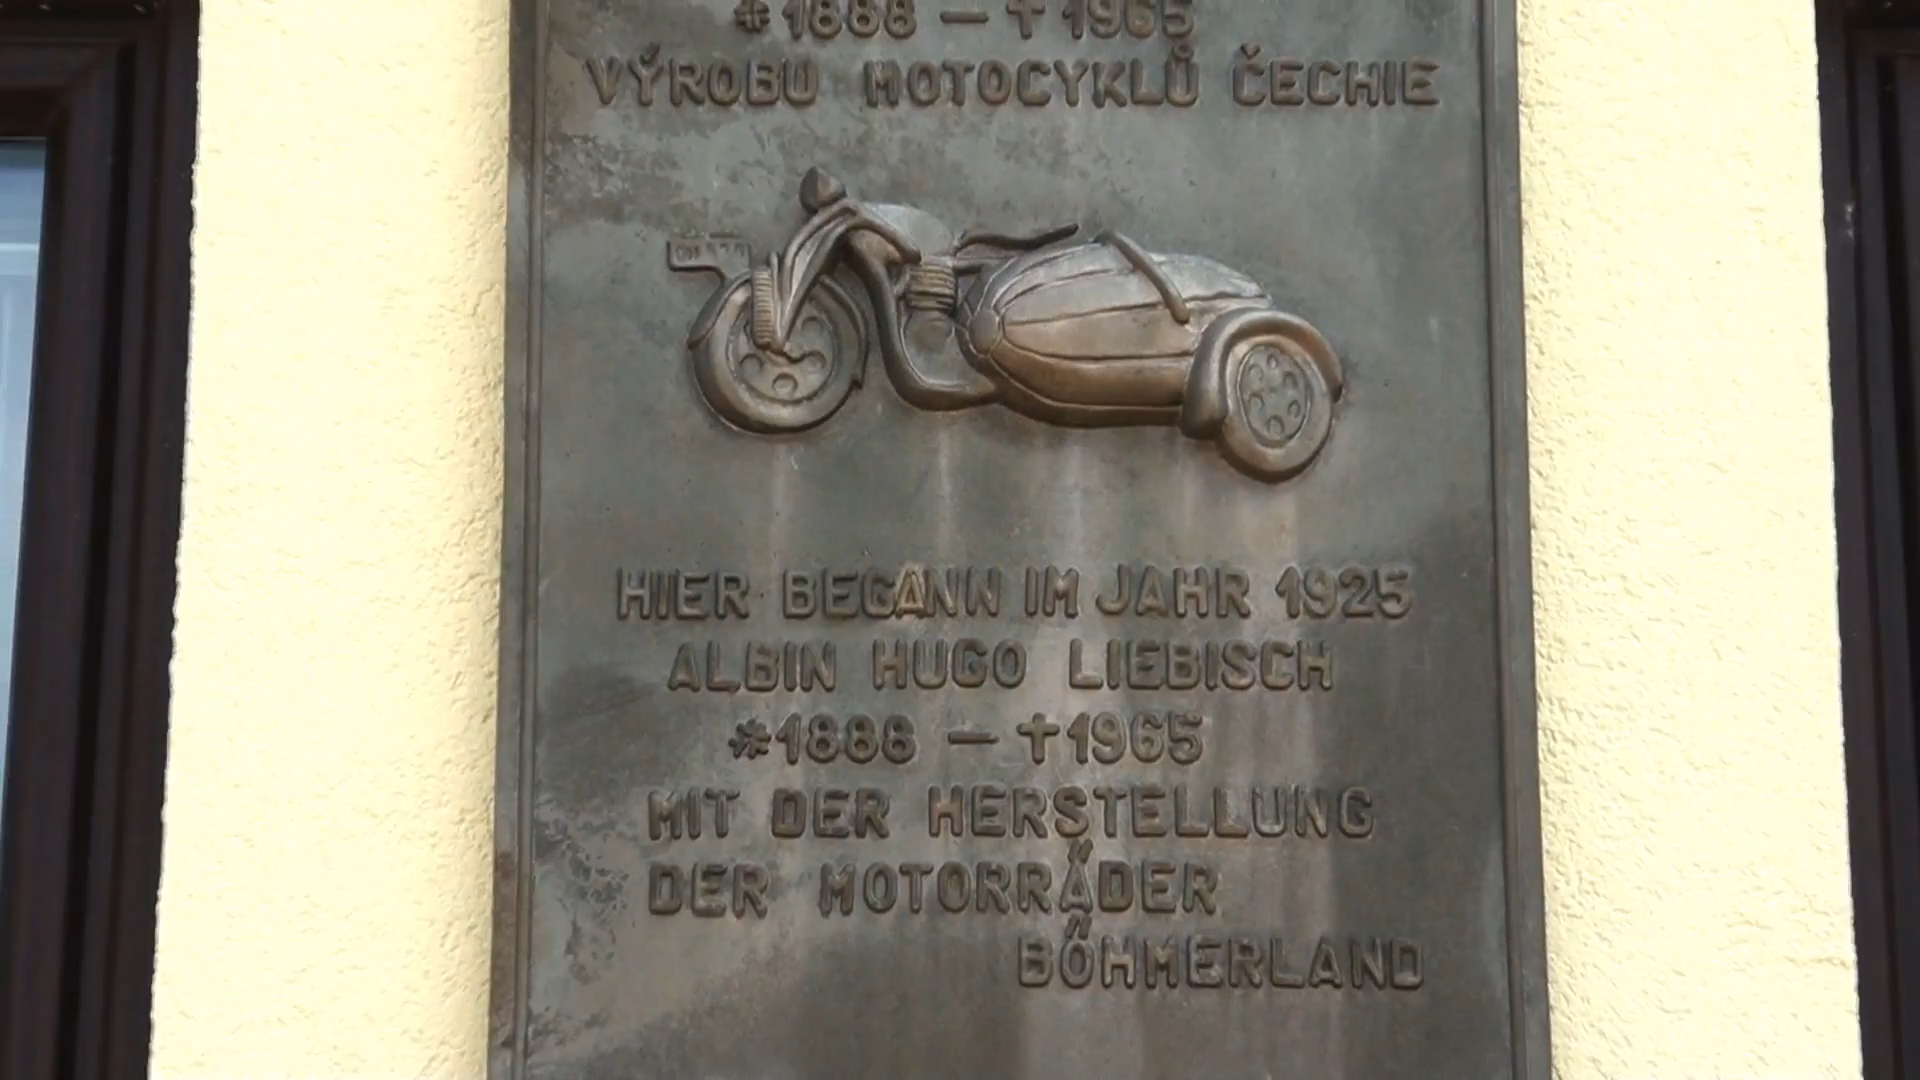 *1888 – †1965
VÝROBU MOTOCYKLŮ ČECHIE
HIER BEGANN IM JAHR 1925
ALBIN HUGO LIEBISCH
*1888 – †1965
MIT DER HERSTELLUNG
DER MOTORRÄDER
BÖHMERLAND